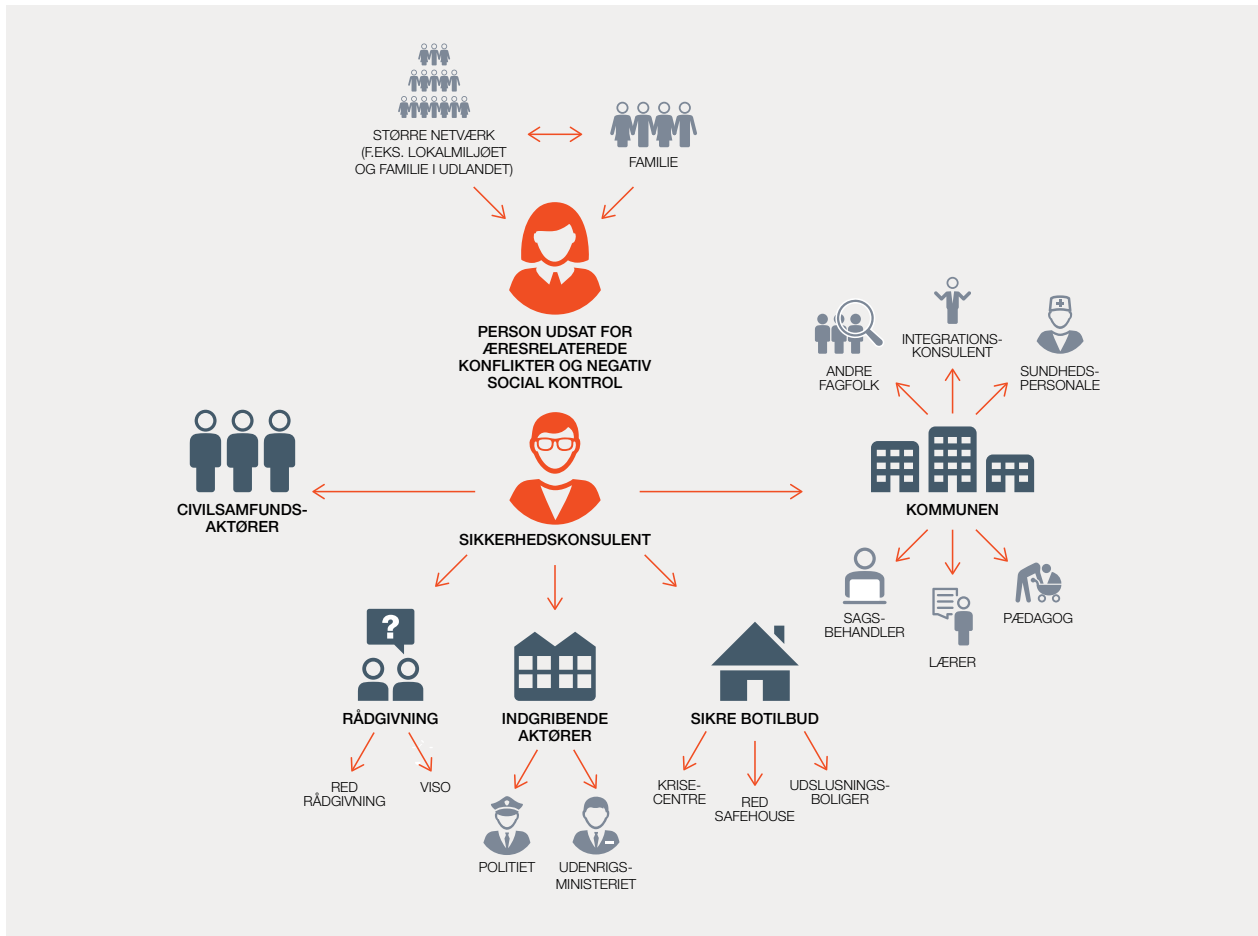 STØRRE NETVÆRK
(F.EKS. LOKALMILJØET
OG FAMILIE I UDLANDET)
FAMILIE
PERSON UDSAT FOR
ÆRESRELATEREDE
KONFLIKTER OG NEGATIV
SOCIAL KONTROL
ANDRE
FAGFOLK
INTEGRATIONS-
KONSULENT
SUNDHEDS-
PERSONALE
CIVILSAMFUNDS-
AKTØRER
SIKKERHEDSKONSULENT
KOMMUNEN
SAGS-
BEHANDLER
LÆRER
PÆDAGOG
?
RÅDGIVNING
INDGRIBENDE
AKTØRER
SIKRE BOTILBUD
RED
RÅDGIVNING
VISO
POLITIET
UDENRIGS-
MINISTERIET
KRISE-
CENTRE
RED
SAFEHOUSE
UDSLUSNINGS-
BOLIGER